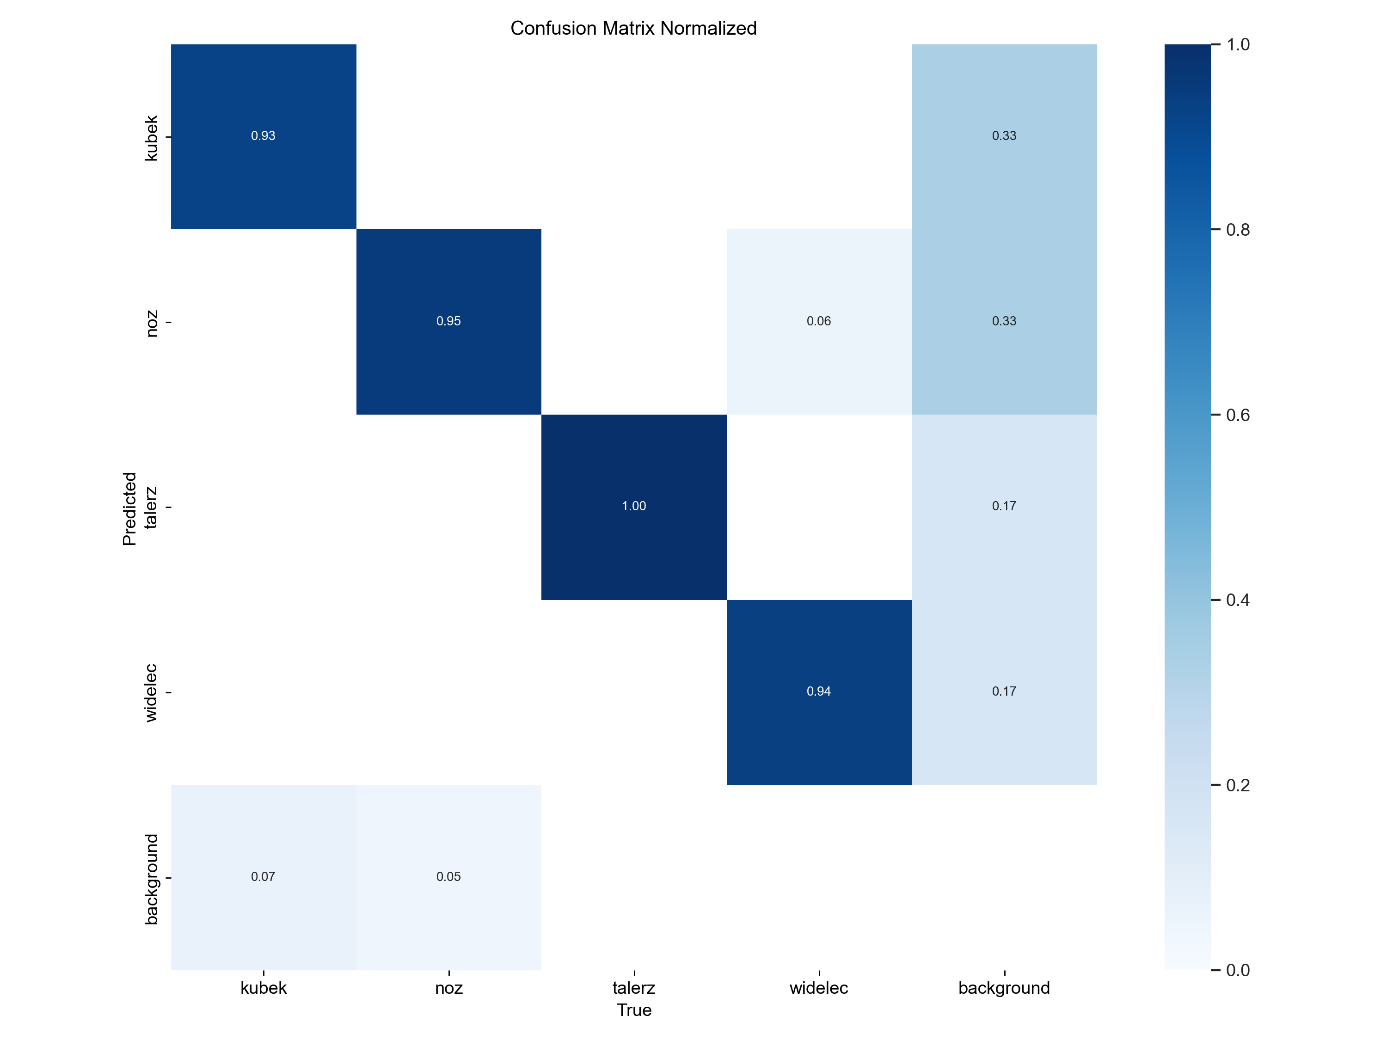 Confusion Matrix Normalized
Predicted
kubek
noz
talerz
widelec
background
0.93
0.33
0.95
0.06
0.33
1.00
0.17
0.94
0.17
0.07
0.05
kubek
noz
talerz
widelec
background
True
1.0
0.8
0.6
0.4
0.2
0.0